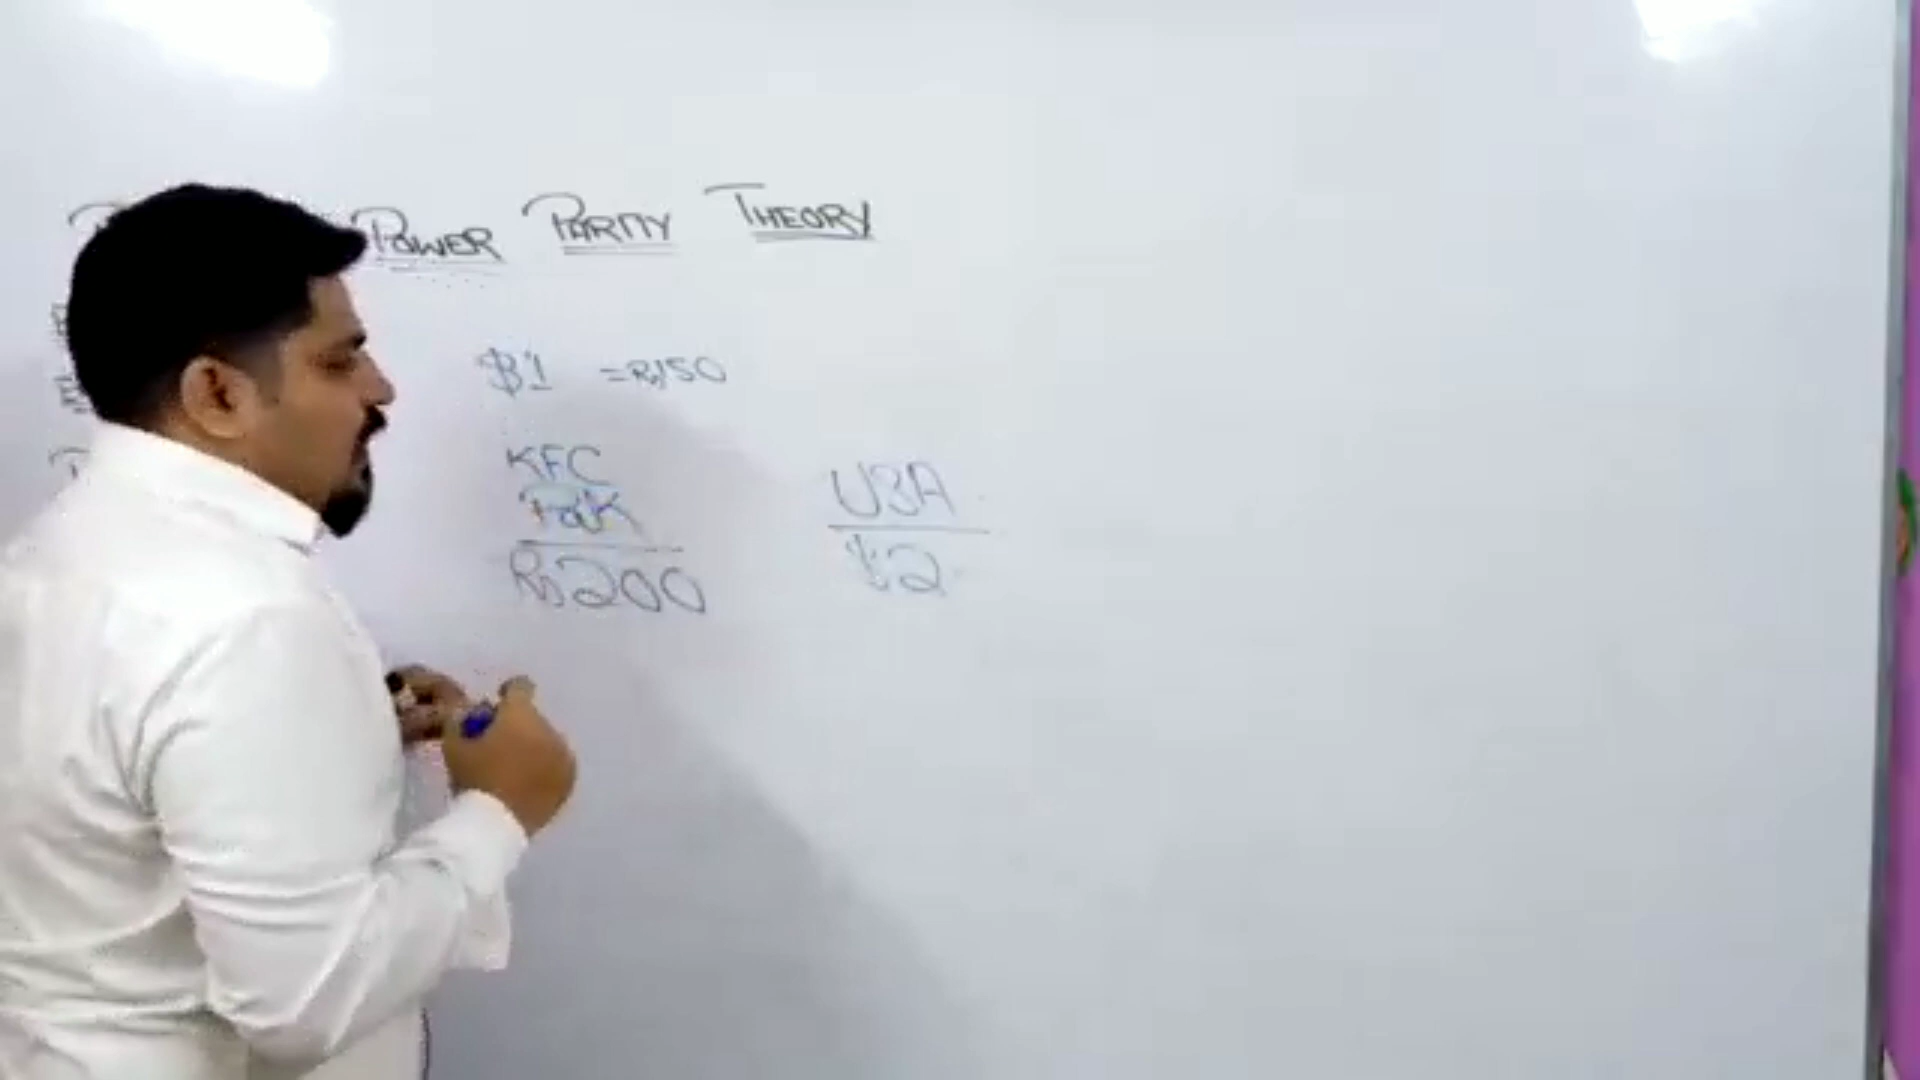 POWER PARITY THEORY
$1 = Rs150
KFC
Pak USA
Rs200 $2